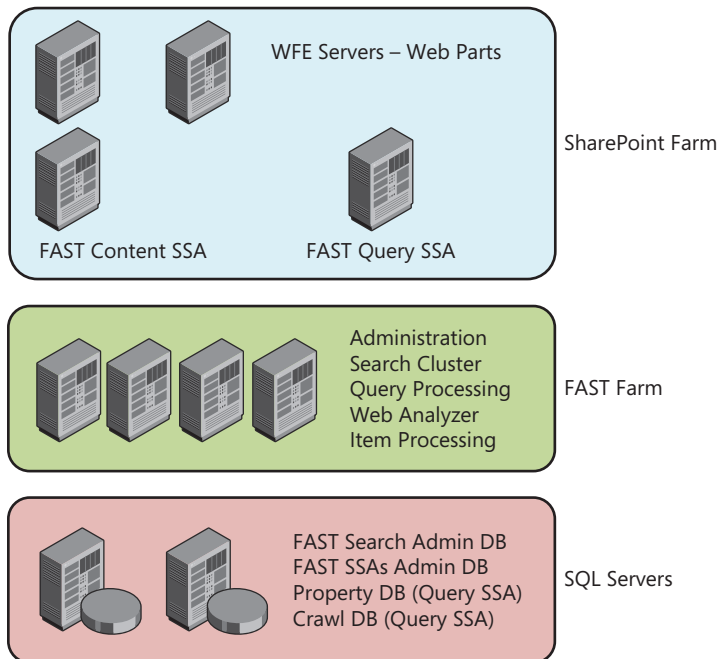 WFE Servers – Web Parts
SharePoint Farm
FAST Content SSA
FAST Query SSA
Administration
Search Cluster
Query Processing
Web Analyzer
Item Processing
FAST Farm
FAST Search Admin DB
FAST SSAs Admin DB
Property DB (Query SSA)
Crawl DB (Query SSA)
SQL Servers